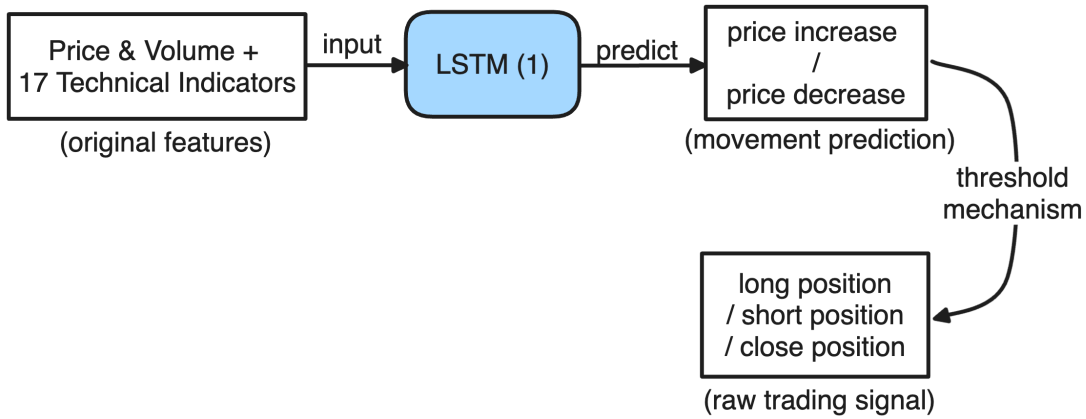 Price & Volume +
17 Technical Indicators
(original features)
input
LSTM (1)
predict
price increase
/
price decrease
(movement prediction)
threshold
mechanism
long position
/ short position
/ close position
(raw trading signal)